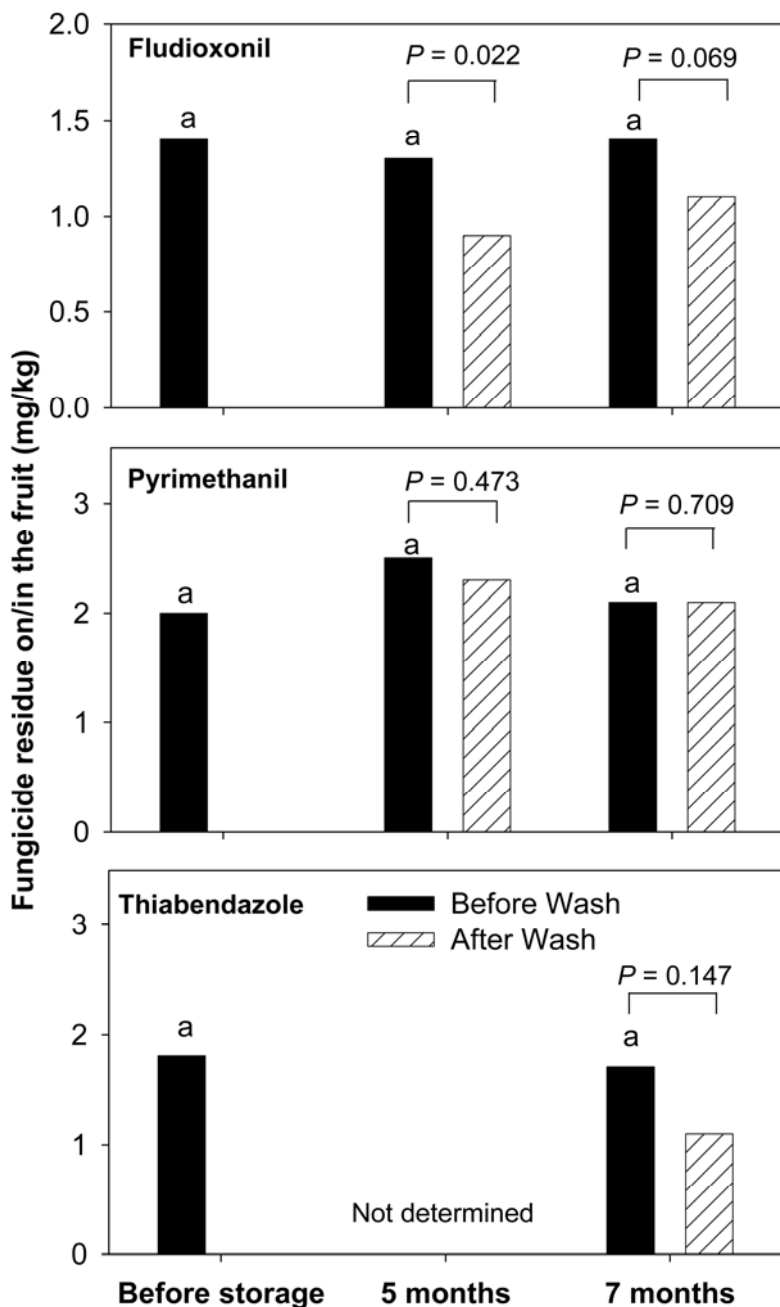 Fungicide residue on/in the fruit (mg/kg)
2.0
1.5
1.0
0.5
0.0
Fludioxonil
P = 0.022
P = 0.069
a
a
a
3
2
1
0
Pyrimethanil
P = 0.473
P = 0.709
a
a
a
3
2
1
0
Thiabendazole
Before Wash
After Wash
P = 0.147
a
a
Not determined
Before storage
5 months
7 months